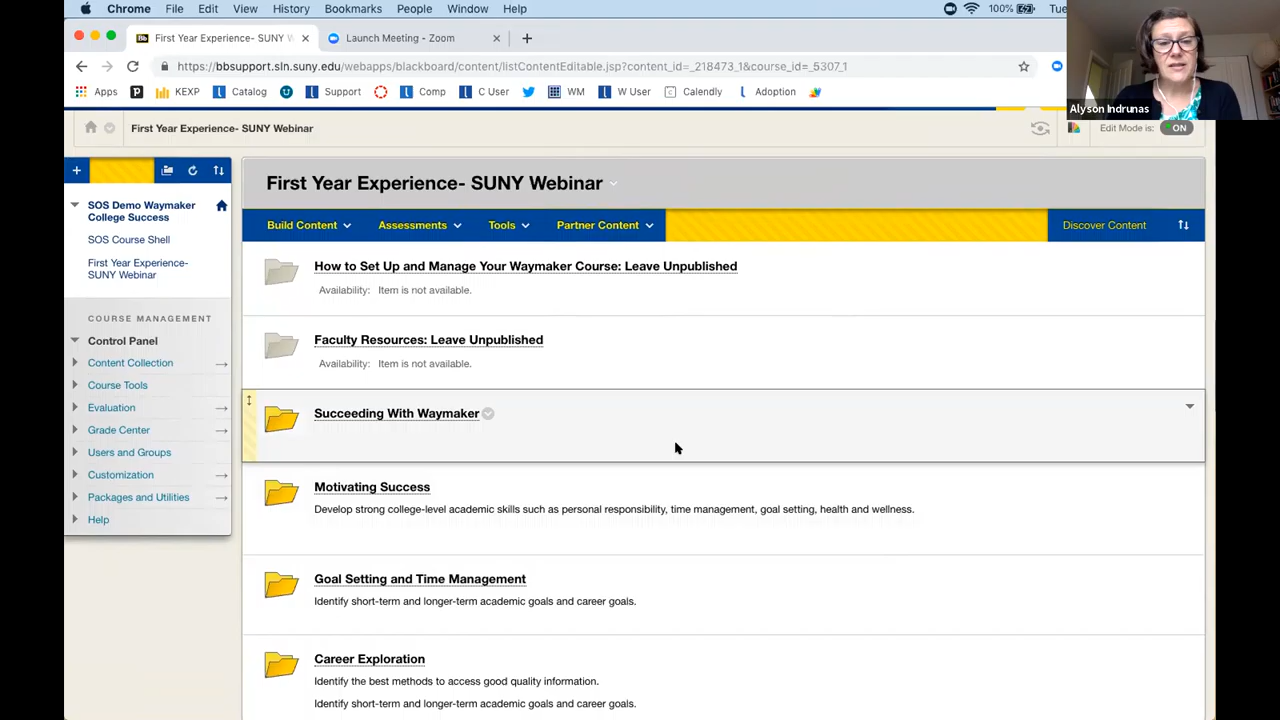 Chrome File Edit View History Bookmarks People Window Help 100% Tue
First Year Experience- SUNY W × Launch Meeting - Zoom × +
https://bbsupport.sln.suny.edu/webapps/blackboard/content/listContentEditable.jsp?content_id=_218473_1&course_id=_5307_1
Apps KEXP Catalog Support Comp C User WM W User Calendly Adoption
Alyson Indrunas
First Year Experience- SUNY Webinar Edit Mode is: ON
First Year Experience- SUNY Webinar
SOS Demo Waymaker
College Success
SOS Course Shell
First Year Experience-
SUNY Webinar
COURSE MANAGEMENT
Control Panel
Content Collection
Course Tools
Evaluation
Grade Center
Users and Groups
Customization
Packages and Utilities
Help
Build Content Assessments Tools Partner Content Discover Content
How to Set Up and Manage Your Waymaker Course: Leave Unpublished
Availability: Item is not available.
Faculty Resources: Leave Unpublished
Availability: Item is not available.
Succeeding With Waymaker
Motivating Success
Develop strong college-level academic skills such as personal responsibility, time management, goal setting, health and wellness.
Goal Setting and Time Management
Identify short-term and longer-term academic goals and career goals.
Career Exploration
Identify the best methods to access good quality information.
Identify short-term and longer-term academic goals and career goals.